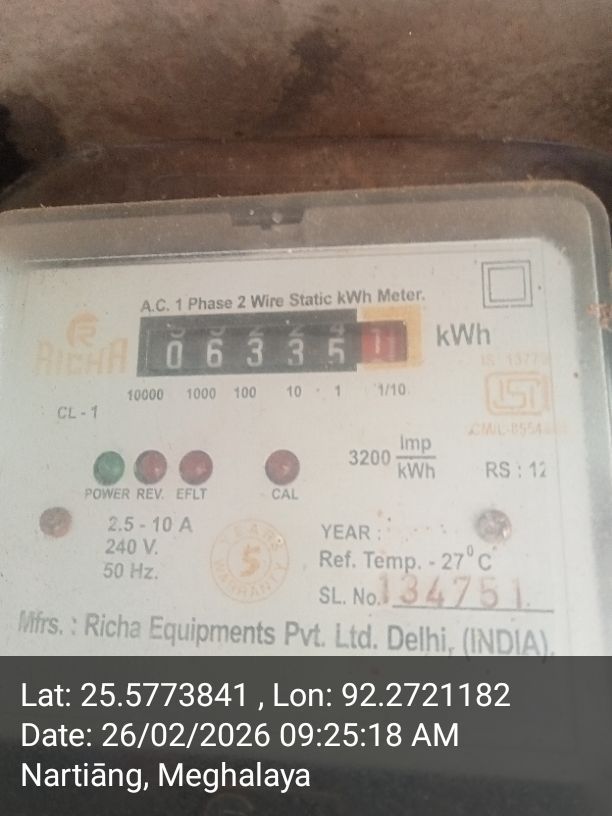 A.C. 1 Phase 2 Wire Static kWh Meter.
RICHA
0 6 3 3 5 1 kWh
10000 1000 100 10 1 1/10
CL - 1
ISI
3200 Imp/kWh
RS : 12
POWER REV. EFLT CAL
2.5 - 10 A
240 V.
50 Hz.
5 YEARS WARRANTY
YEAR :
Ref. Temp. - 27°C
SL. No. 134751
Mfrs. : Richa Equipments Pvt. Ltd. Delhi, (INDIA).
Lat: 25.5773841 , Lon: 92.2721182
Date: 26/02/2026 09:25:18 AM
Nartiāng, Meghalaya